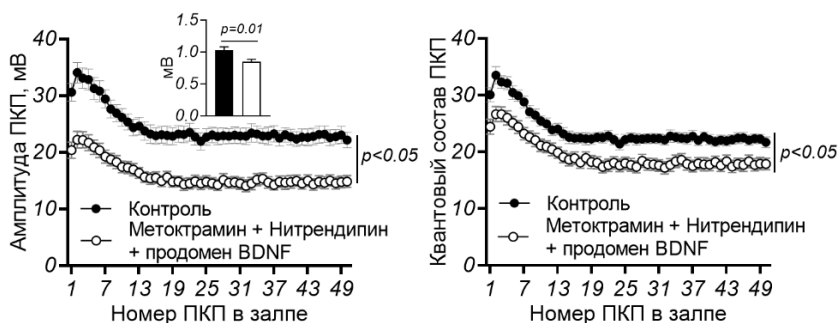 Амплитуда ПКП, мВ
40
30
20
10
0
мВ
1.5
1.0
0.5
0.0
p=0.01
p<0.05
Контроль
Метоктрамин + Нитрендипин
+ продомен BDNF
1 7 13 19 25 31 37 43 49
Номер ПКП в залпе
Квантовый состав ПКП
40
30
20
10
0
p<0.05
Контроль
Метоктрамин + Нитрендипин
+ продомен BDNF
1 7 13 19 25 31 37 43 49
Номер ПКП в залпе